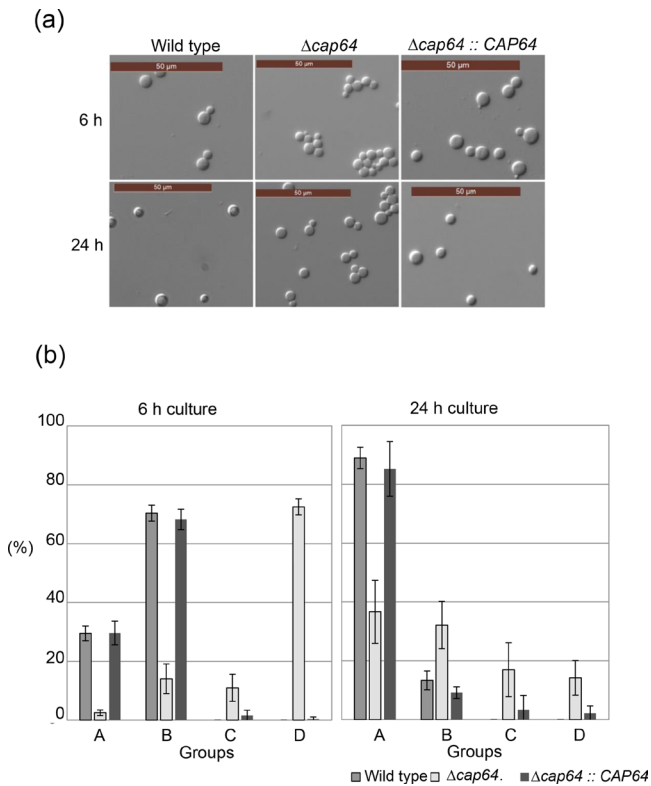 (a)
Wild type Δcap64 Δcap64 :: CAP64
6 h
50 µm 50 µm 50 µm
24 h
50 µm 50 µm 50 µm
(b)
6 h culture 24 h culture
100
80
60
(%)
40
20
0
A B C D A B C D
Groups Groups
Wild type Δcap64. Δcap64 :: CAP64